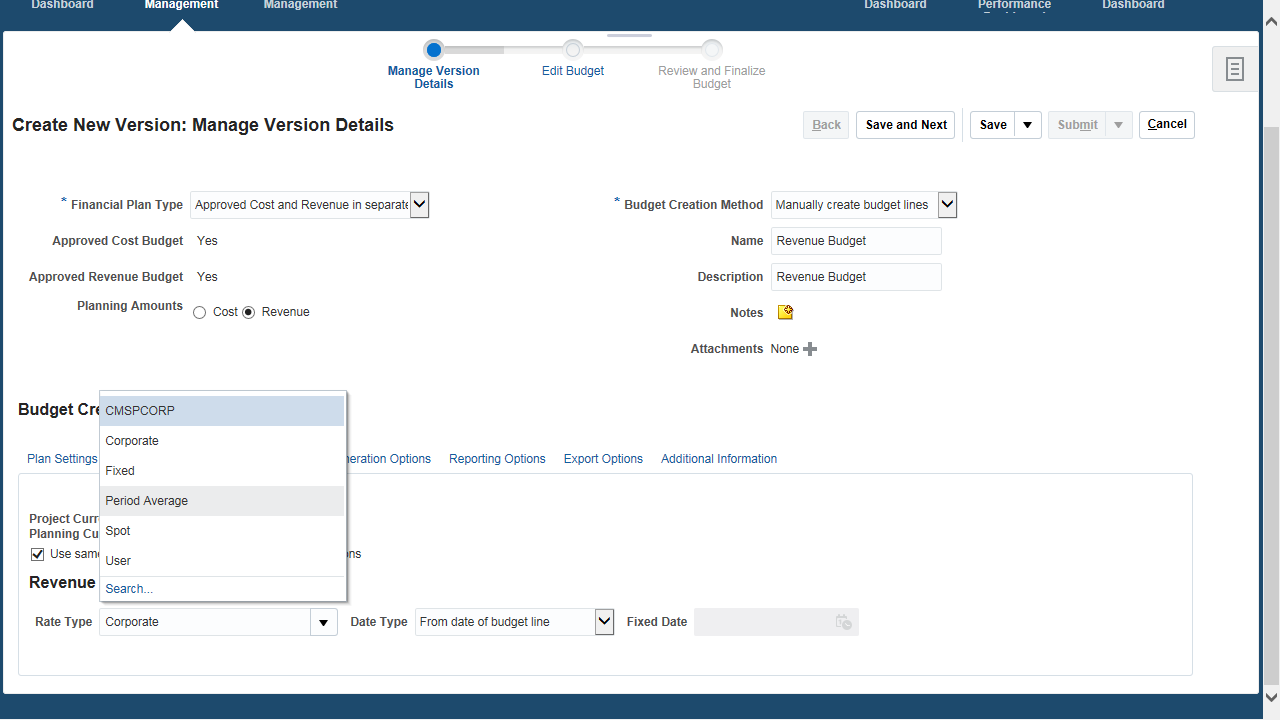 Dashboard Management Management Dashboard Performance Dashboard
Manage Version Details
Edit Budget
Review and Finalize Budget
Create New Version: Manage Version Details
Back Save and Next Save Submit Cancel
* Financial Plan Type Approved Cost and Revenue in separate
* Budget Creation Method Manually create budget lines
Approved Cost Budget Yes
Name Revenue Budget
Approved Revenue Budget Yes
Description Revenue Budget
Planning Amounts Cost Revenue
Notes
Attachments None
Budget Cre
CMSPCORP
Corporate
Fixed
Period Average
Spot
User
Search...
Plan Settings neration Options Reporting Options Export Options Additional Information
Project Curr
Planning Cu
Use same ons
Revenue
Rate Type Corporate Date Type From date of budget line Fixed Date